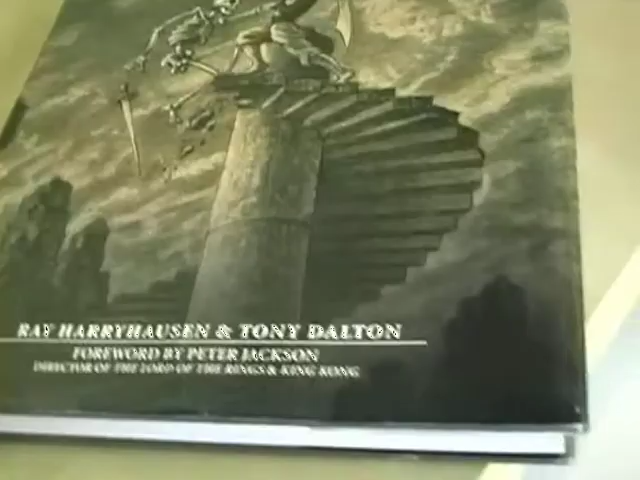 RAY HARRYHAUSEN & TONY DALTON
FOREWORD BY PETER JACKSON
DIRECTOR OF THE LORD OF THE RINGS & KING KONG